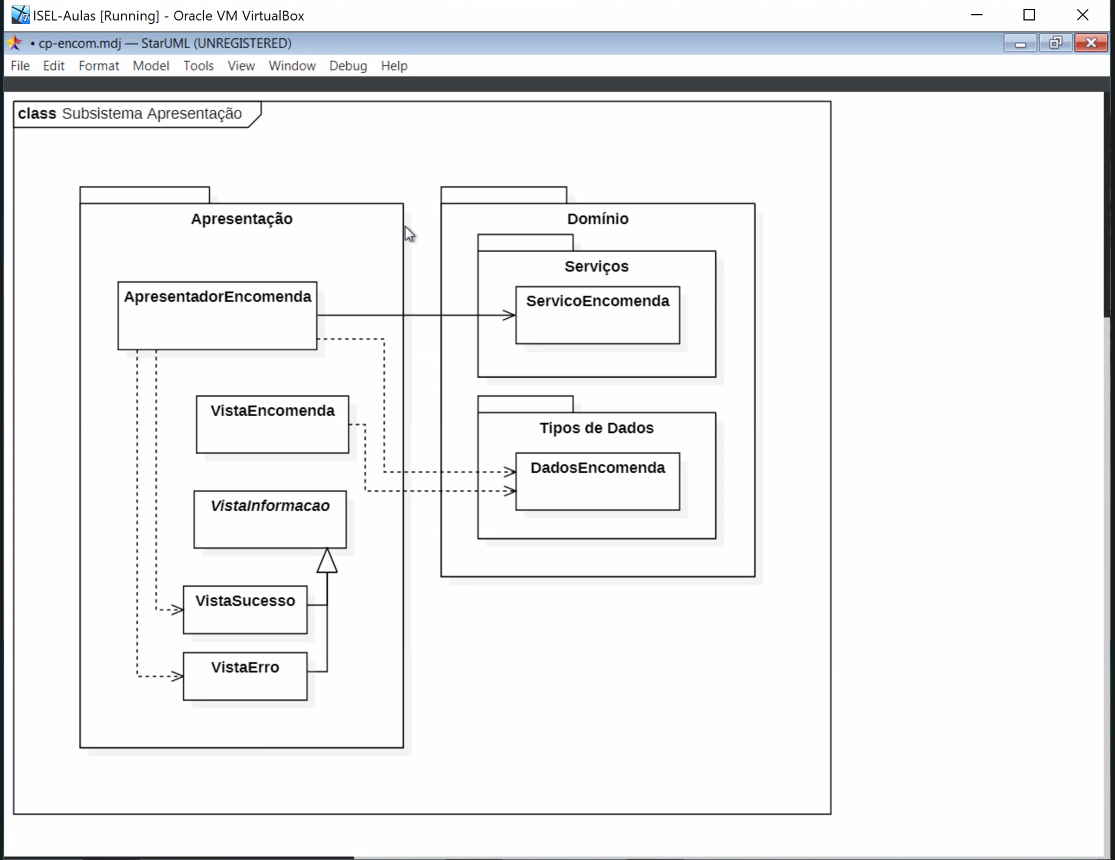 ISEL-Aulas [Running] - Oracle VM VirtualBox
• cp-encom.mdj — StarUML (UNREGISTERED)
File Edit Format Model Tools View Window Debug Help
class Subsistema Apresentação
Apresentação
Domínio
Serviços
ApresentadorEncomenda
ServicoEncomenda
VistaEncomenda
Tipos de Dados
DadosEncomenda
VistaInformacao
VistaSucesso
VistaErro